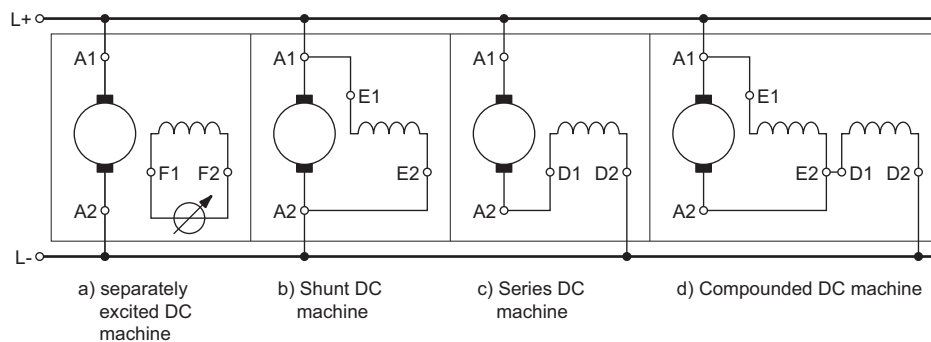 L+
A1
A1
A1
A1
E1
E1
F1
F2
E2
D1
D2
E2
D1
D2
A2
A2
A2
A2
L-
a) separately
excited DC
machine
b) Shunt DC
machine
c) Series DC
machine
d) Compounded DC machine